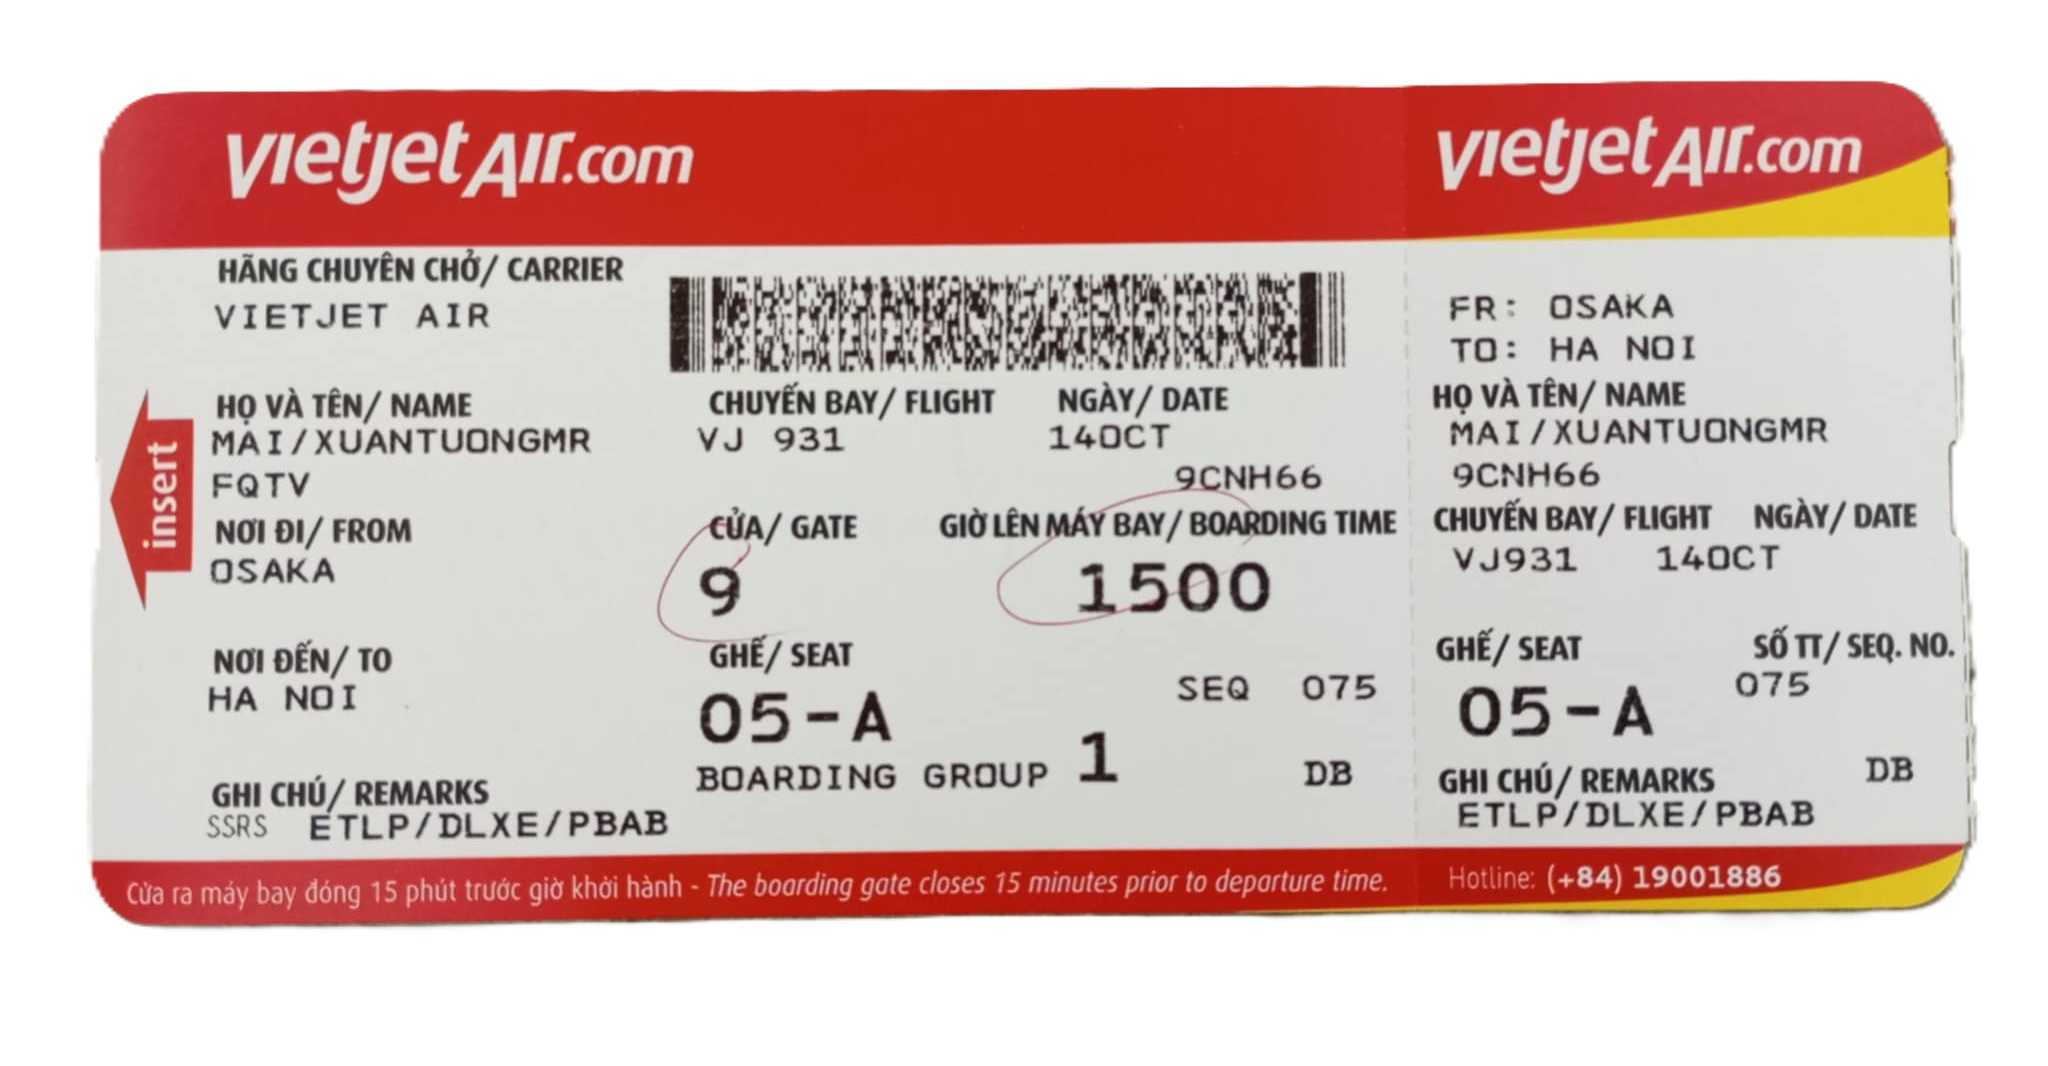 vietjetAir.com
HÃNG CHUYÊN CHỞ/ CARRIER
VIETJET AIR
HỌ VÀ TÊN/ NAME
MAI/XUANTUONGMR
FQTV
NƠI ĐI/ FROM
OSAKA
NƠI ĐẾN/ TO
HA NOI
GHI CHÚ/ REMARKS
SSRS ETLP/DLXE/PBAB
insert
CHUYẾN BAY/ FLIGHT NGÀY/ DATE
VJ 931 14OCT
9CNH66
CỬA/ GATE GIỜ LÊN MÁY BAY/ BOARDING TIME
9 1500
GHẾ/ SEAT
05-A SEQ 075
BOARDING GROUP 1 DB
Cửa ra máy bay đóng 15 phút trước giờ khởi hành - The boarding gate closes 15 minutes prior to departure time.
vietjetAir.com
FR: OSAKA
TO: HA NOI
HỌ VÀ TÊN/ NAME
MAI/XUANTUONGMR
9CNH66
CHUYẾN BAY/ FLIGHT NGÀY/ DATE
VJ931 14OCT
GHẾ/ SEAT SỐ TT/ SEQ. NO.
05-A 075
GHI CHÚ/ REMARKS DB
ETLP/DLXE/PBAB
Hotline: (+84) 19001886